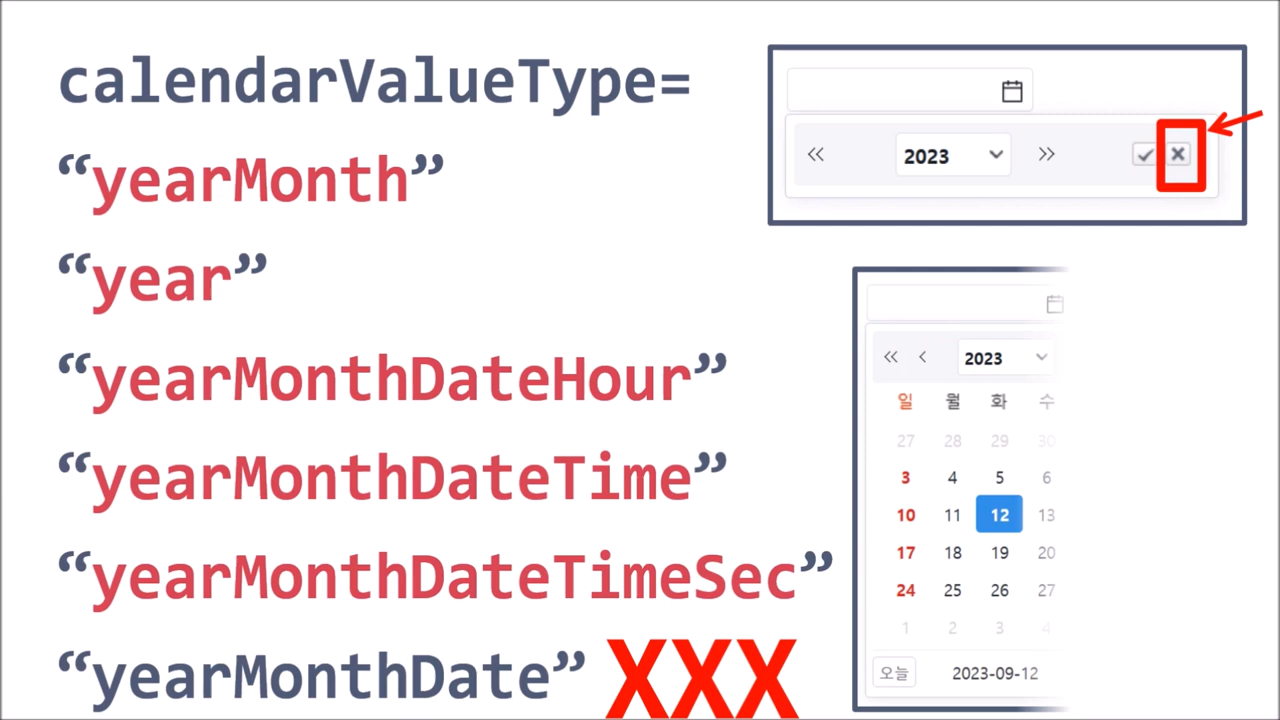 calendarValueType=
“yearMonth”
“year”
“yearMonthDateHour”
“yearMonthDateTime”
“yearMonthDateTimeSec”
“yearMonthDate” XXX
2023
2023
일 월 화 수
27 28 29 30
3 4 5 6
10 11 12 13
17 18 19 20
24 25 26 27
1 2 3 4
오늘 2023-09-12